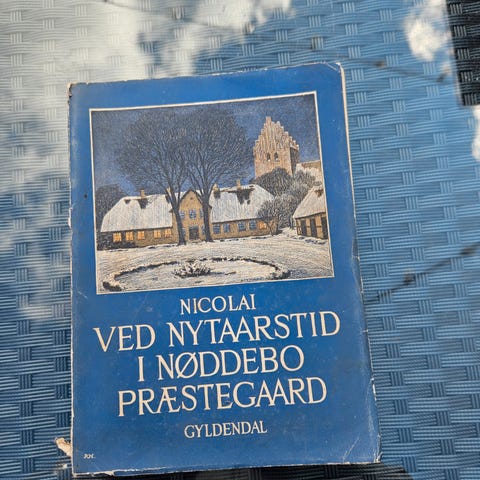 NICOLAI
VED NYTAARSTID
I NØDDEBO
PRÆSTEGAARD
GYLDENDAL